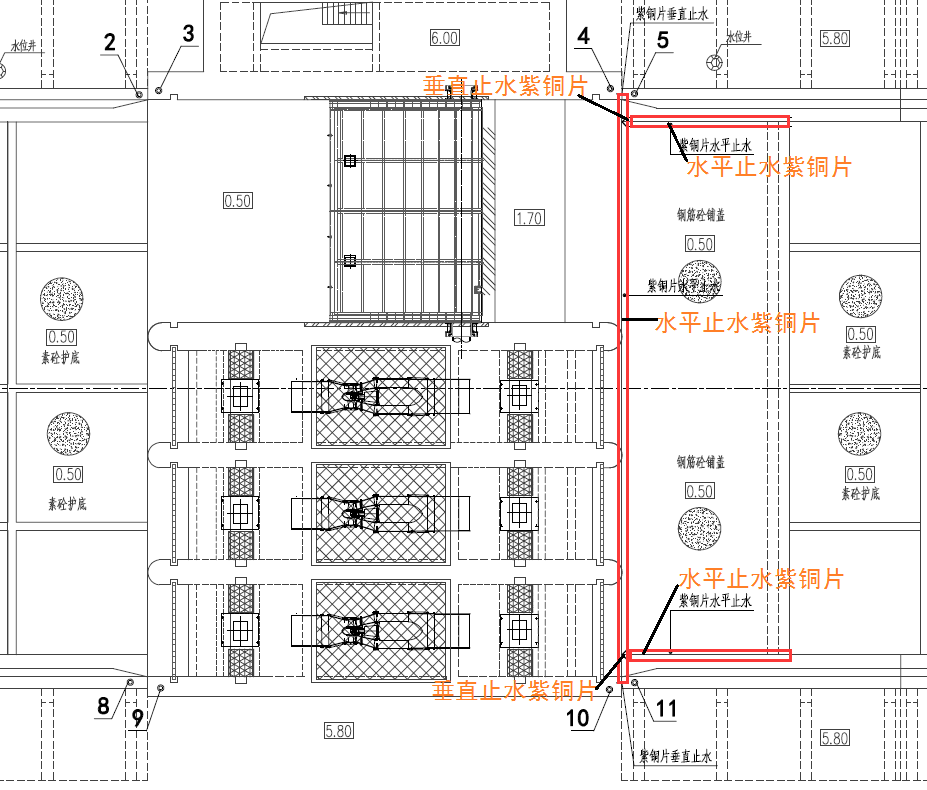 紫铜片垂直止水
3
4
5
2
水位井
6.00
水位井
5.80
垂直止水紫铜片
紫铜片水平止水
水平止水紫铜片
0.50
1.70
钢筋砼铺盖
0.50
紫铜片水平止水
水平止水紫铜片
0.50
素砼护底
0.50
素砼护底
0.50
素砼护底
钢筋砼铺盖
0.50
0.50
素砼护底
水平止水紫铜片
紫铜片水平止水
垂直止水紫铜片
8
9
10
11
5.80
5.80
紫铜片垂直止水